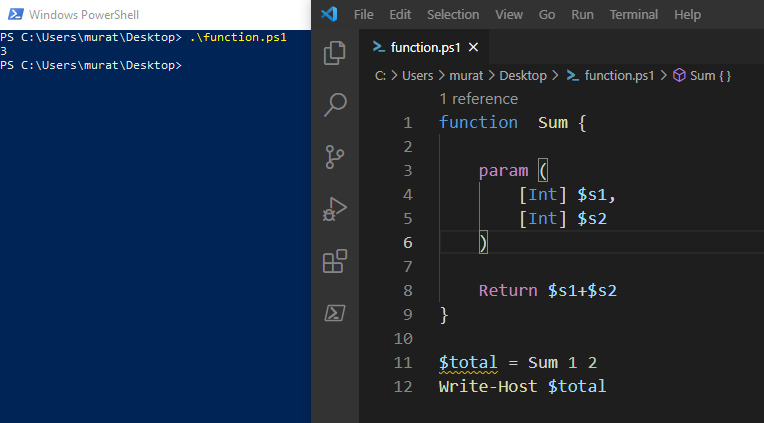 Windows PowerShell
PS C:\Users\murat\Desktop> .\function.ps1
3
PS C:\Users\murat\Desktop>
File Edit Selection View Go Run Terminal Help
function.ps1
C: > Users > murat > Desktop > function.ps1 > Sum { }
1 reference
1 function  Sum {
2
3     param (
4         [Int] $s1,
5         [Int] $s2
6     )
7
8     Return $s1+$s2
9 }
10
11 $total = Sum 1 2
12 Write-Host $total